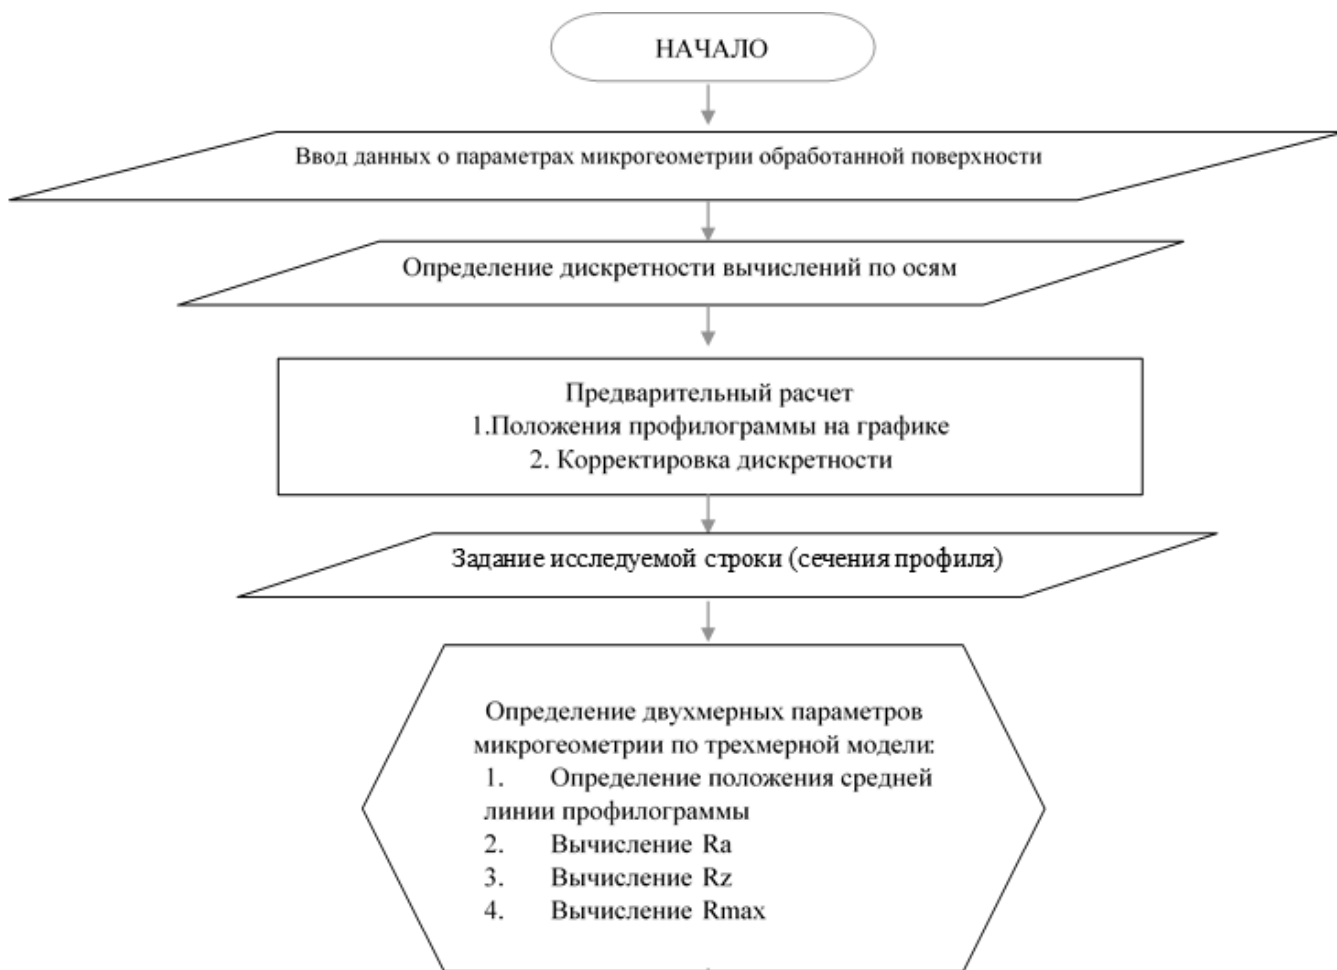 НАЧАЛО
Ввод данных о параметрах микрогеометрии обработанной поверхности
Определение дискретности вычислений по осям
Предварительный расчет
1.Положения профилограммы на графике
2. Корректировка дискретности
Задание исследуемой строки (сечения профиля)
Определение двухмерных параметров
микрогеометрии по трехмерной модели:
1. Определение положения средней
линии профилограммы
2. Вычисление Ra
3. Вычисление Rz
4. Вычисление Rmax